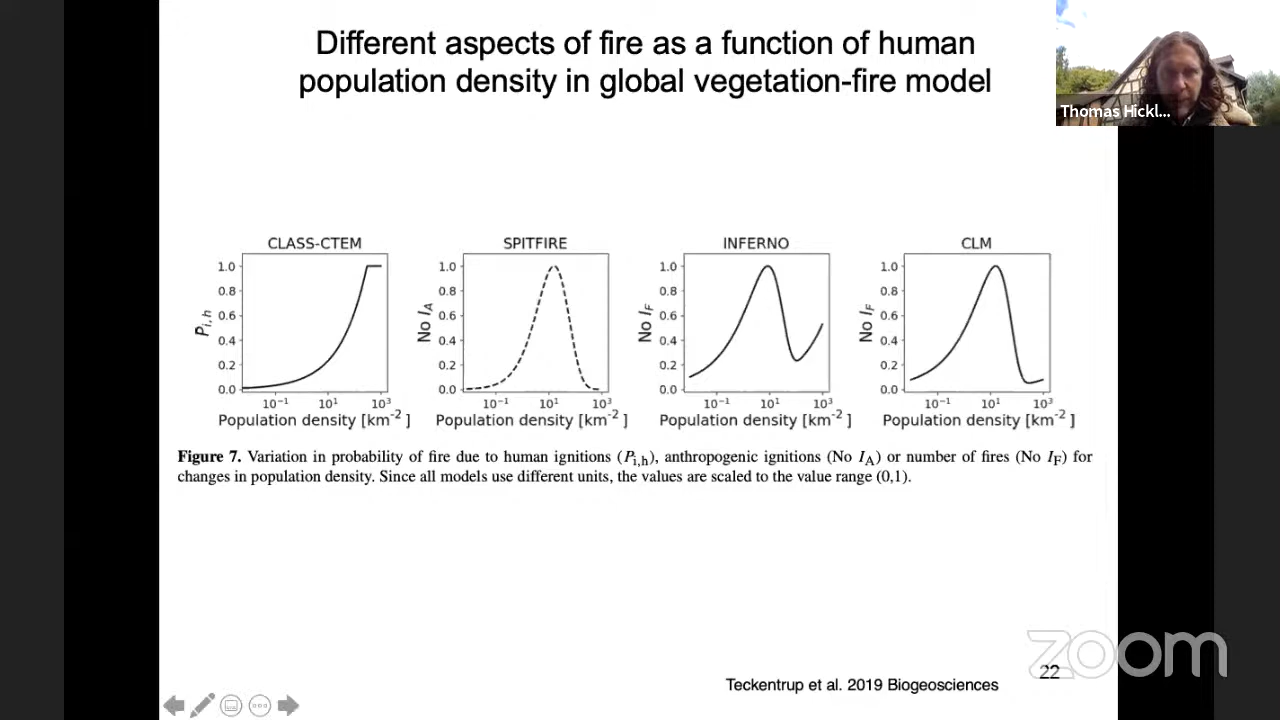 Different aspects of fire as a function of human
population density in global vegetation-fire model
Thomas Hickl...
CLASS-CTEM
SPITFIRE
INFERNO
CLM
1.0
0.8
0.6
0.4
0.2
0.0
P_{i,h}
10⁻¹ 10¹ 10³
Population density [km⁻²]
1.0
0.8
0.6
0.4
0.2
0.0
No I_A
10⁻¹ 10¹ 10³
Population density [km⁻²]
1.0
0.8
0.6
0.4
0.2
0.0
No I_F
10⁻¹ 10¹ 10³
Population density [km⁻²]
1.0
0.8
0.6
0.4
0.2
0.0
No I_F
10⁻¹ 10¹ 10³
Population density [km⁻²]
Figure 7. Variation in probability of fire due to human ignitions (P_{i,h}), anthropogenic ignitions (No I_A) or number of fires (No I_F) for
changes in population density. Since all models use different units, the values are scaled to the value range (0,1).
zoom
22
Teckentrup et al. 2019 Biogeosciences